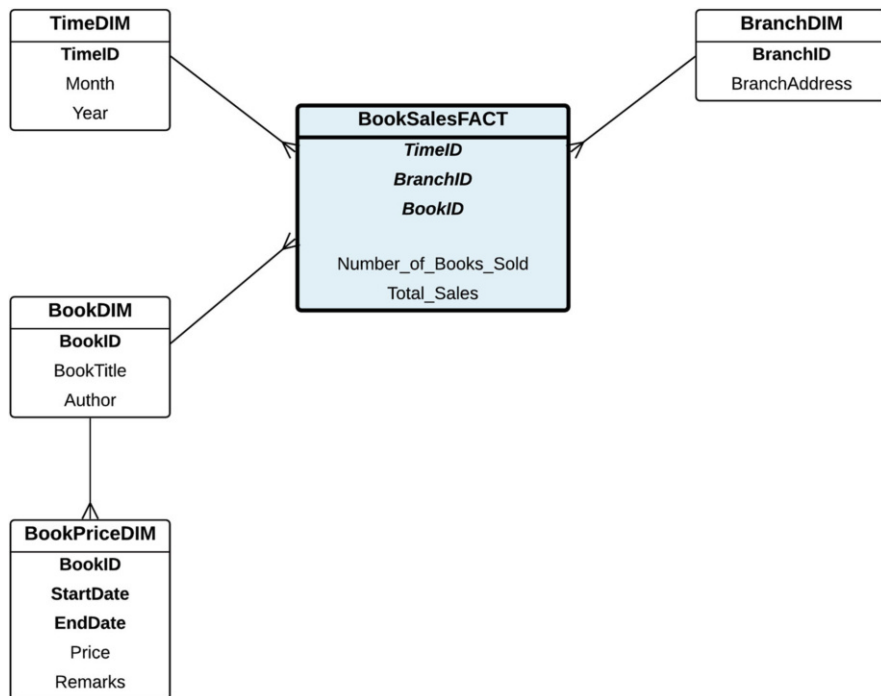 TimeDIM
TimeID
Month
Year
BranchDIM
BranchID
BranchAddress
BookSalesFACT
TimeID
BranchID
BookID
Number_of_Books_Sold
Total_Sales
BookDIM
BookID
BookTitle
Author
BookPriceDIM
BookID
StartDate
EndDate
Price
Remarks